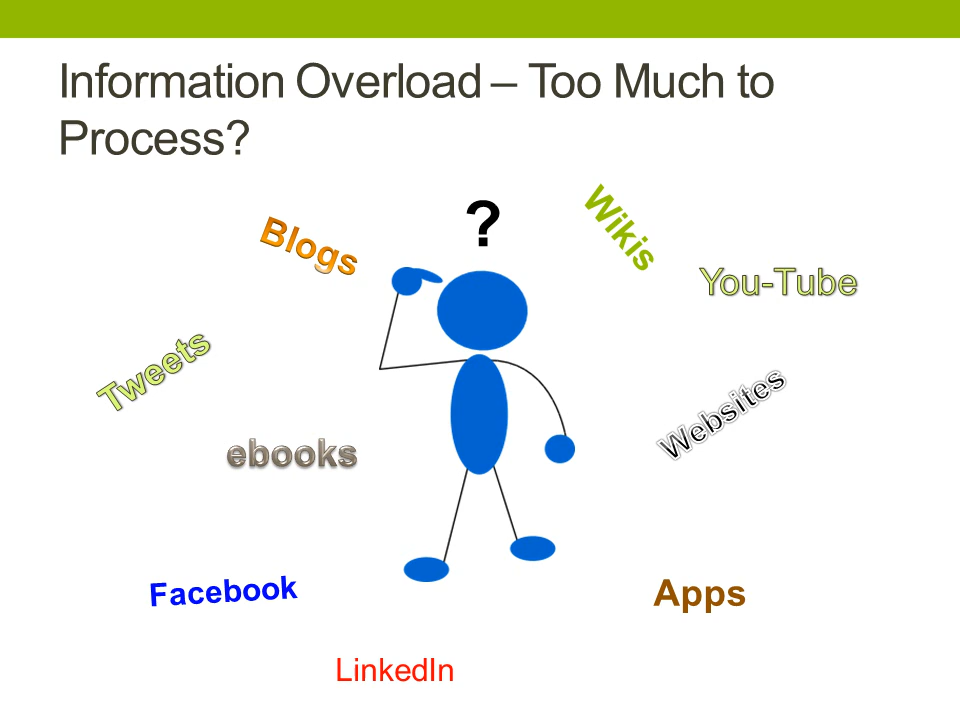 Information Overload – Too Much to
Process?
?
Blogs
Wikis
You-Tube
Tweets
Websites
ebooks
Facebook
Apps
LinkedIn